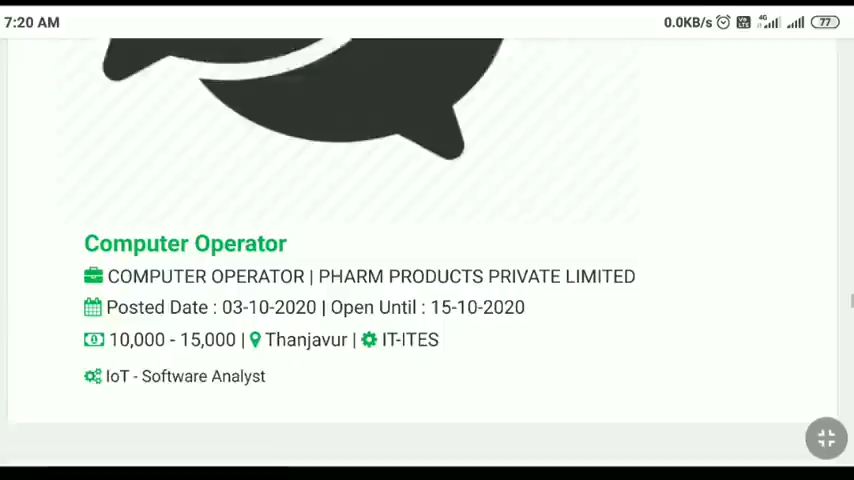 7:20 AM 0.0KB/s 4G 77
Computer Operator
COMPUTER OPERATOR | PHARM PRODUCTS PRIVATE LIMITED
Posted Date : 03-10-2020 | Open Until : 15-10-2020
10,000 - 15,000 | Thanjavur | IT-ITES
IoT - Software Analyst